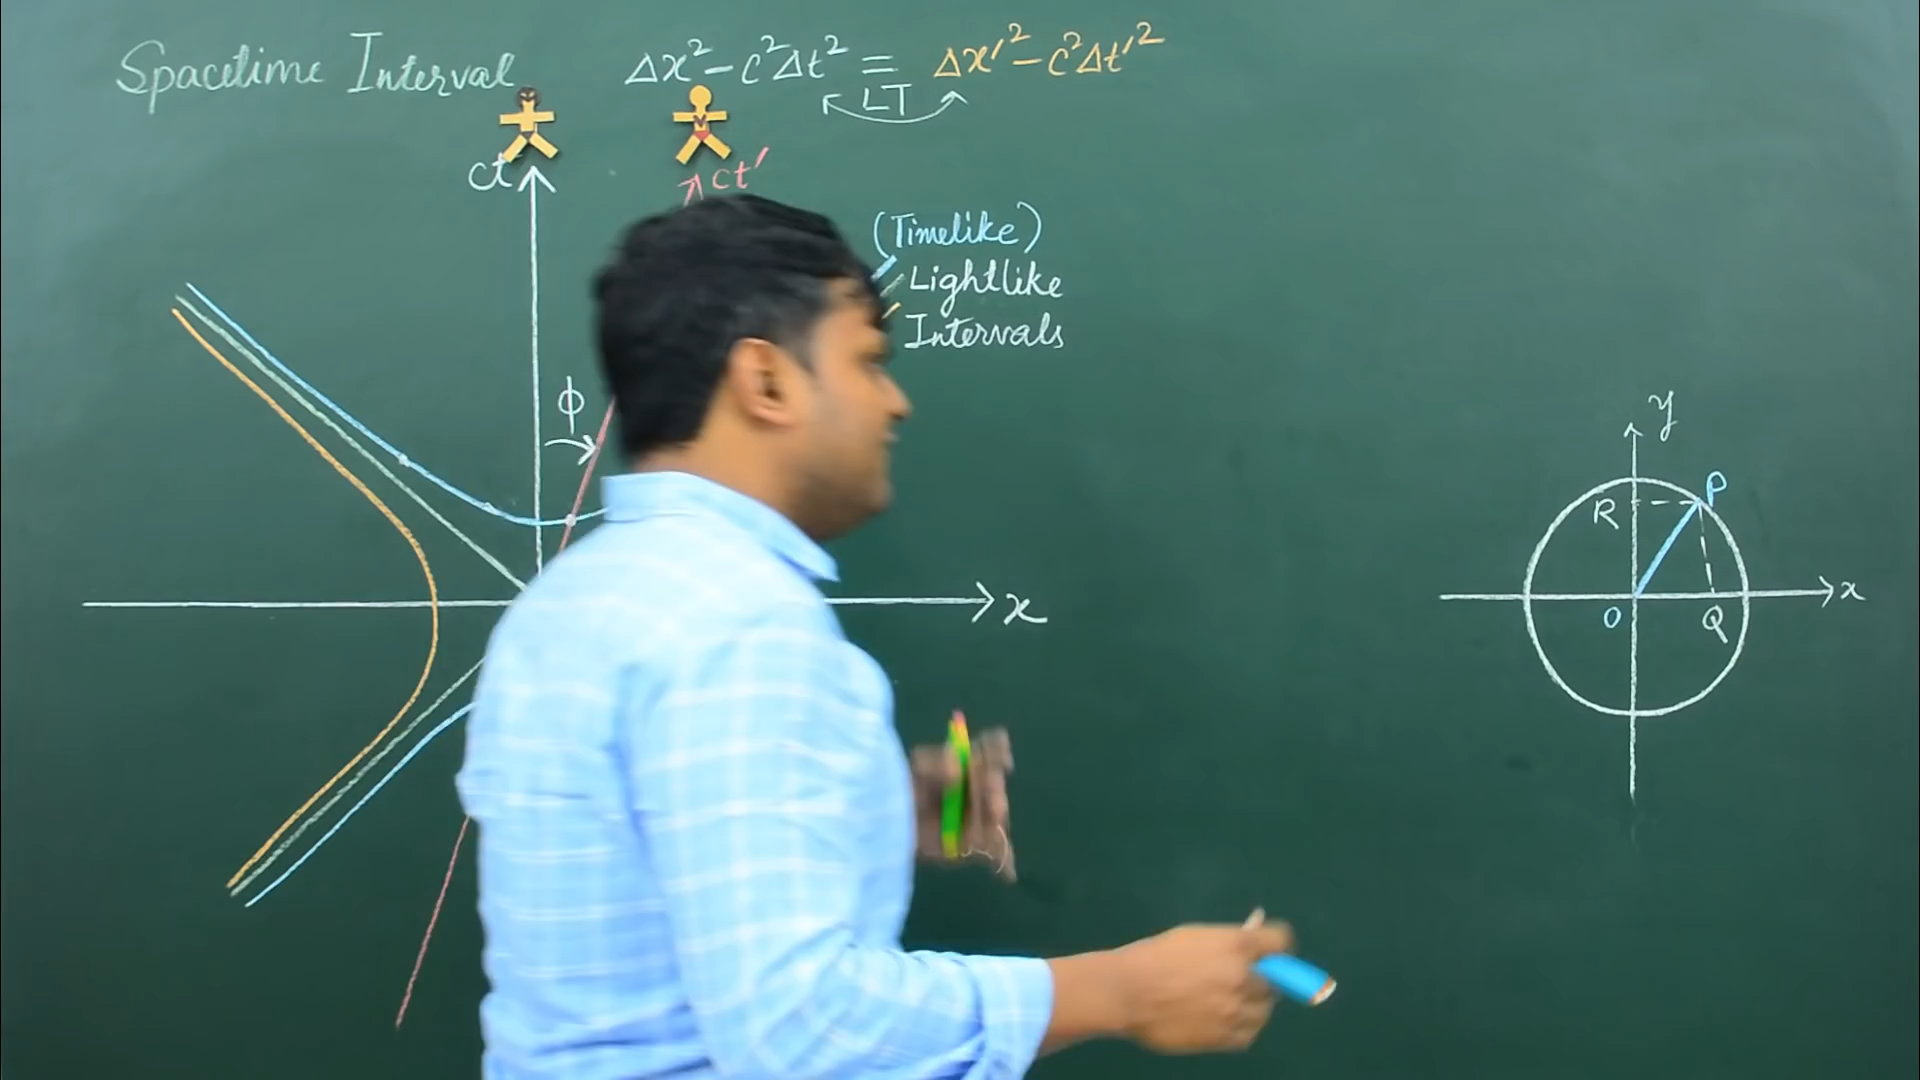 Spacetime Interval
Δx² - c²Δt² = Δx'² - c²Δt'²
LT
ct
ct'
(Timelike)
Lightlike
Intervals
ϕ
x
y
P
R
O
Q
x